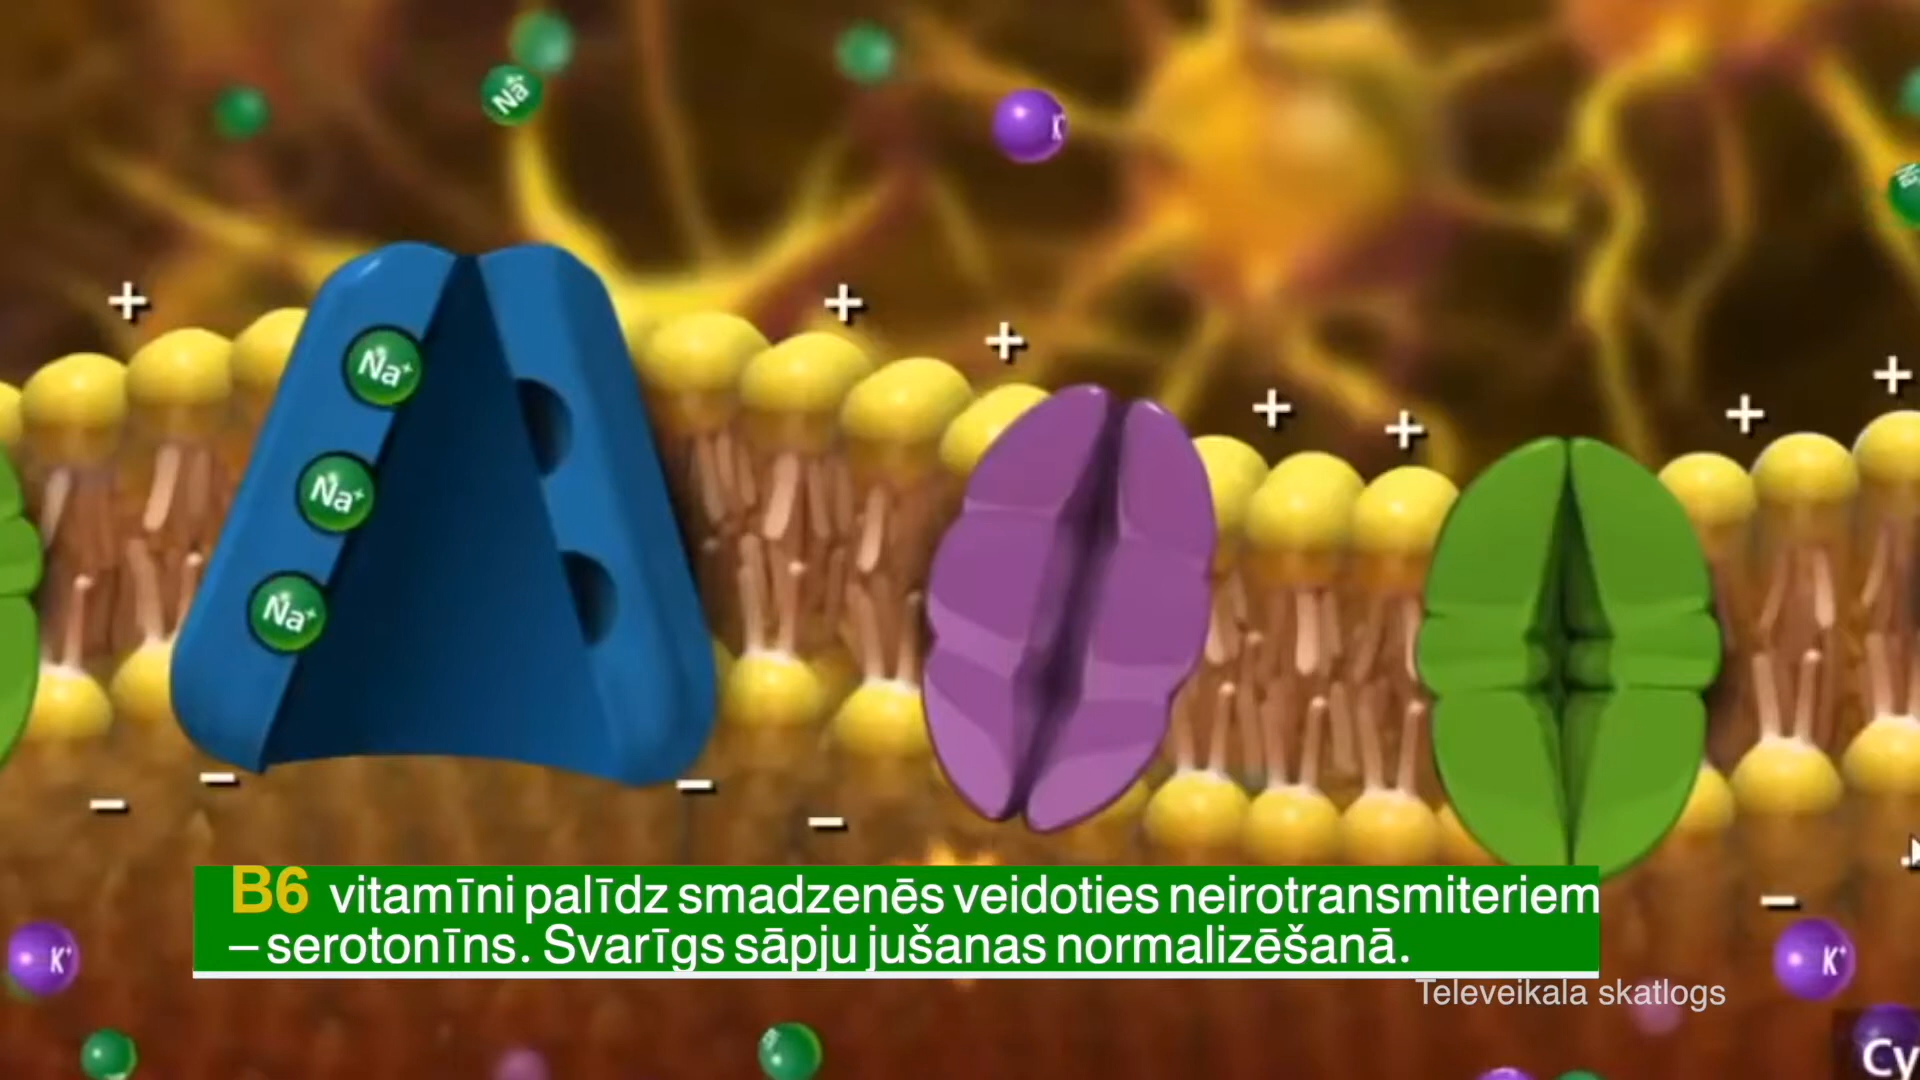 Na+
K
Na+
Na+
Na+
B6 vitamīni palīdz smadzenēs veidoties neirotransmiteriem
– serotonīns. Svarīgs sāpju jušanas normalizēšanā.
K+
K+
Televeikala skatlogs
Cy